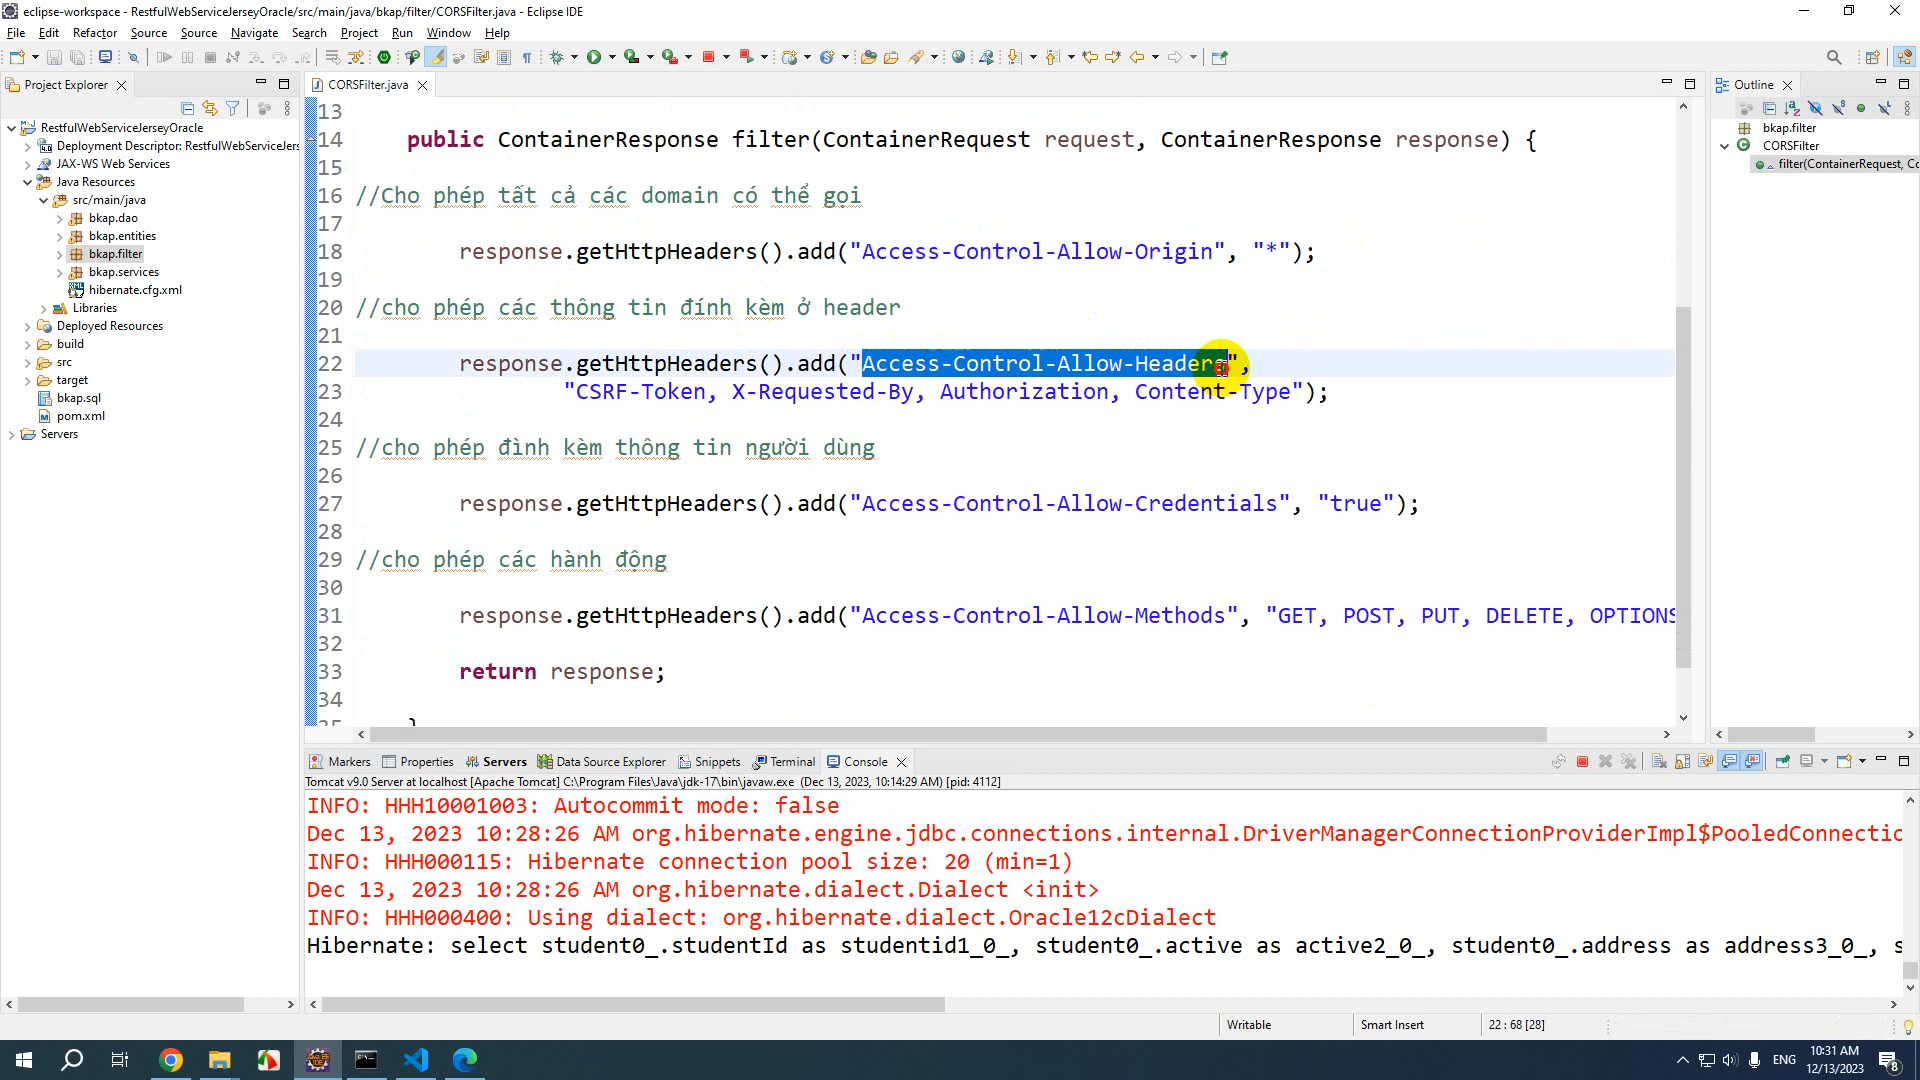 eclipse-workspace - RestfulWebServiceJerseyOracle/src/main/java/bkap/filter/CORSFilter.java - Eclipse IDE
File Edit Refactor Source Source Navigate Search Project Run Window Help
Project Explorer
RestfulWebServiceJerseyOracle
Deployment Descriptor: RestfulWebServiceJers
JAX-WS Web Services
Java Resources
src/main/java
bkap.dao
bkap.entities
bkap.filter
bkap.services
hibernate.cfg.xml
Libraries
Deployed Resources
build
src
target
bkap.sql
pom.xml
Servers
CORSFilter.java
13
14 public ContainerResponse filter(ContainerRequest request, ContainerResponse response) {
15
16 //Cho phép tất cả các domain có thể gọi
17
18 response.getHttpHeaders().add("Access-Control-Allow-Origin", "*");
19
20 //cho phép các thông tin đính kèm ở header
21
22 response.getHttpHeaders().add("Access-Control-Allow-Headers",
23 "CSRF-Token, X-Requested-By, Authorization, Content-Type");
24
25 //cho phép đình kèm thông tin người dùng
26
27 response.getHttpHeaders().add("Access-Control-Allow-Credentials", "true");
28
29 //cho phép các hành động
30
31 response.getHttpHeaders().add("Access-Control-Allow-Methods", "GET, POST, PUT, DELETE, OPTIONS
32
33 return response;
34
35 }
Outline
bkap.filter
CORSFilter
filter(ContainerRequest, Co
Markers Properties Servers Data Source Explorer Snippets Terminal Console
Tomcat v9.0 Server at localhost [Apache Tomcat] C:\Program Files\Java\jdk-17\bin\javaw.exe (Dec 13, 2023, 10:14:29 AM) [pid: 4112]
INFO: HHH10001003: Autocommit mode: false
Dec 13, 2023 10:28:26 AM org.hibernate.engine.jdbc.connections.internal.DriverManagerConnectionProviderImpl$PooledConnectio
INFO: HHH000115: Hibernate connection pool size: 20 (min=1)
Dec 13, 2023 10:28:26 AM org.hibernate.dialect.Dialect <init>
INFO: HHH000400: Using dialect: org.hibernate.dialect.Oracle12cDialect
Hibernate: select student0_.studentId as studentid1_0_, student0_.active as active2_0_, student0_.address as address3_0_, s
Writable Smart Insert 22 : 68 [28]
ENG
10:31 AM
12/13/2023
8